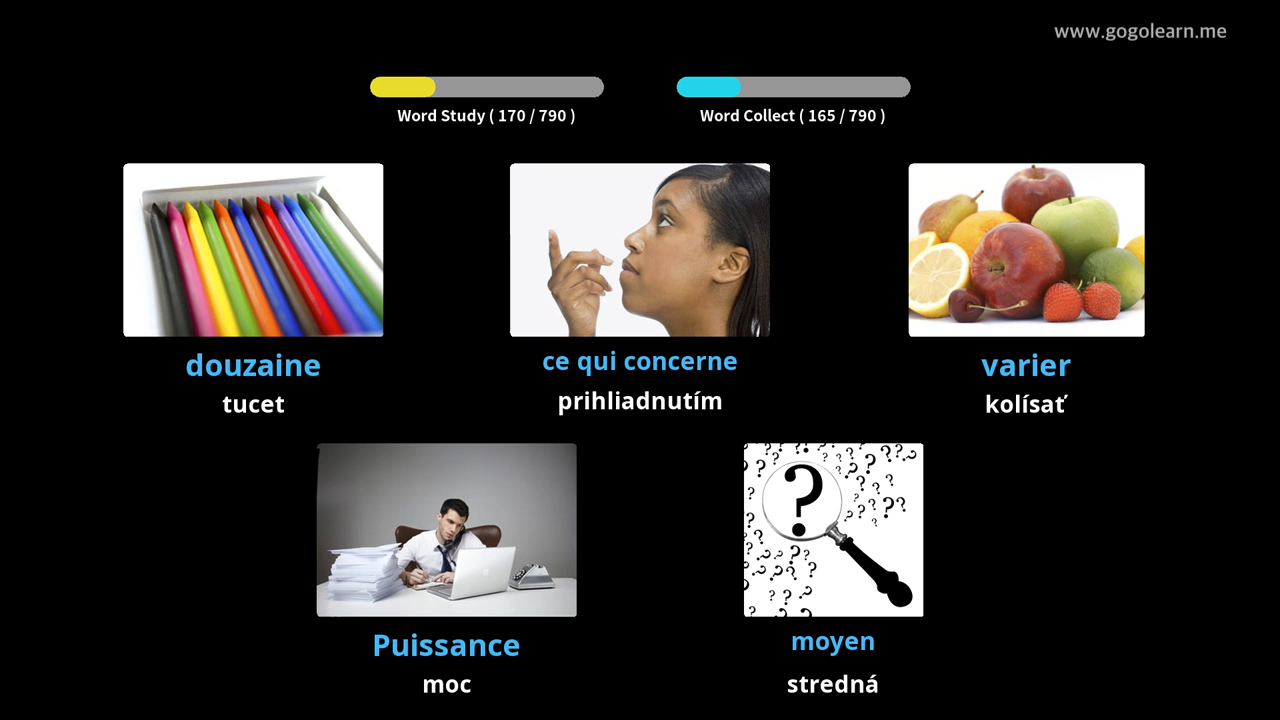 www.gogolearn.me
Word Study ( 170 / 790 )
Word Collect ( 165 / 790 )
douzaine
tucet
ce qui concerne
prihliadnutím
varier
kolísať
Puissance
moc
moyen
stredná